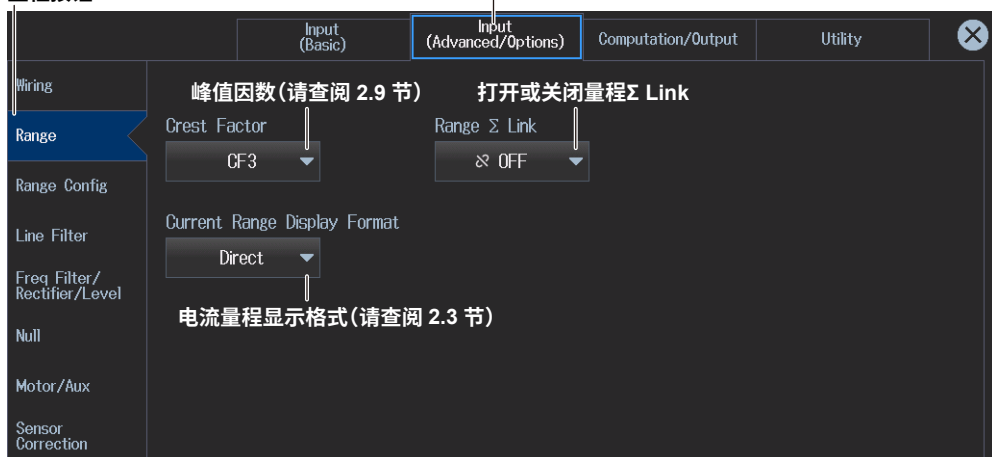 Input
(Basic)
Input
(Advanced/Options)
Computation/Output
Utility
Wiring
Range
Range Config
Line Filter
Freq Filter/
Rectifier/Level
Null
Motor/Aux
Sensor
Correction
峰值因数(请查阅 2.9 节)
打开或关闭量程Σ Link
Crest Factor
Range Σ Link
CF3
OFF
Current Range Display Format
Direct
电流量程显示格式(请查阅 2.3 节)